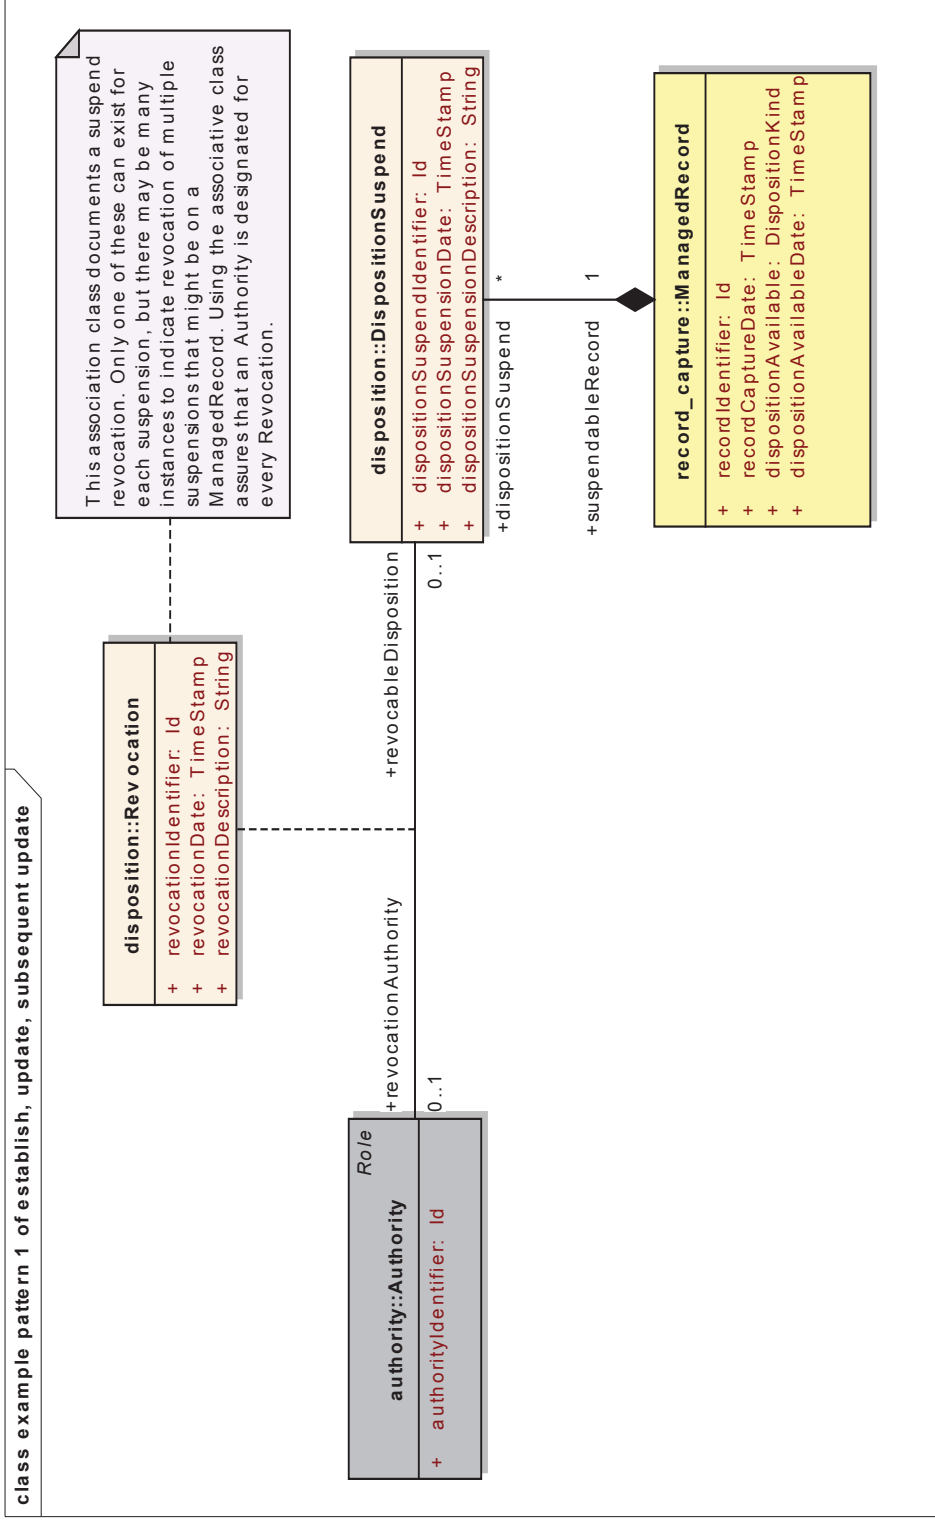 class example pattern 1 of establish, update, subsequent update
This association class documents a suspend
revocation. Only one of these can exist for
each suspension, but there may be many
instances to indicate revocation of multiple
suspensions that might be on a
ManagedRecord. Using the associative class
assures that an Authority is designated for
every Revocation.
disposition::Revocation
+ revocationIdentifier: Id
+ revocationDate: TimeStamp
+ revocationDescription: String
Role
authority::Authority
+ authorityIdentifier: Id
+revocationAuthority
0..1
+revocableDisposition
0..1
disposition::DispositionSuspend
+ dispositionSuspendIdentifier: Id
+ dispositionSuspensionDate: TimeStamp
+ dispositionSuspensionDescription: String
+dispositionSuspend
*
+suspendableRecord
1
record_capture::ManagedRecord
+ recordIdentifier: Id
+ recordCaptureDate: TimeStamp
+ dispositionAvailable: DispositionKind
+ dispositionAvailableDate: TimeStamp